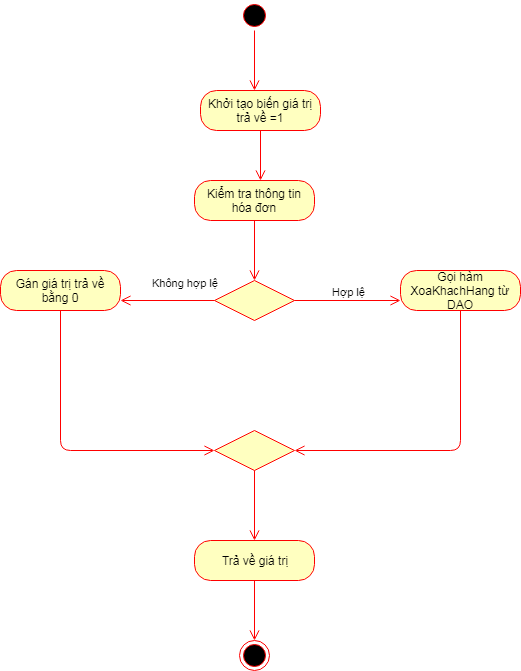 Khởi tạo biến giá trị
trả về =1
Kiểm tra thông tin
hóa đơn
Không hợp lệ
Hợp lệ
Gán giá trị trả về
bằng 0
Gọi hàm
XoaKhachHang từ
DAO
Trả về giá trị